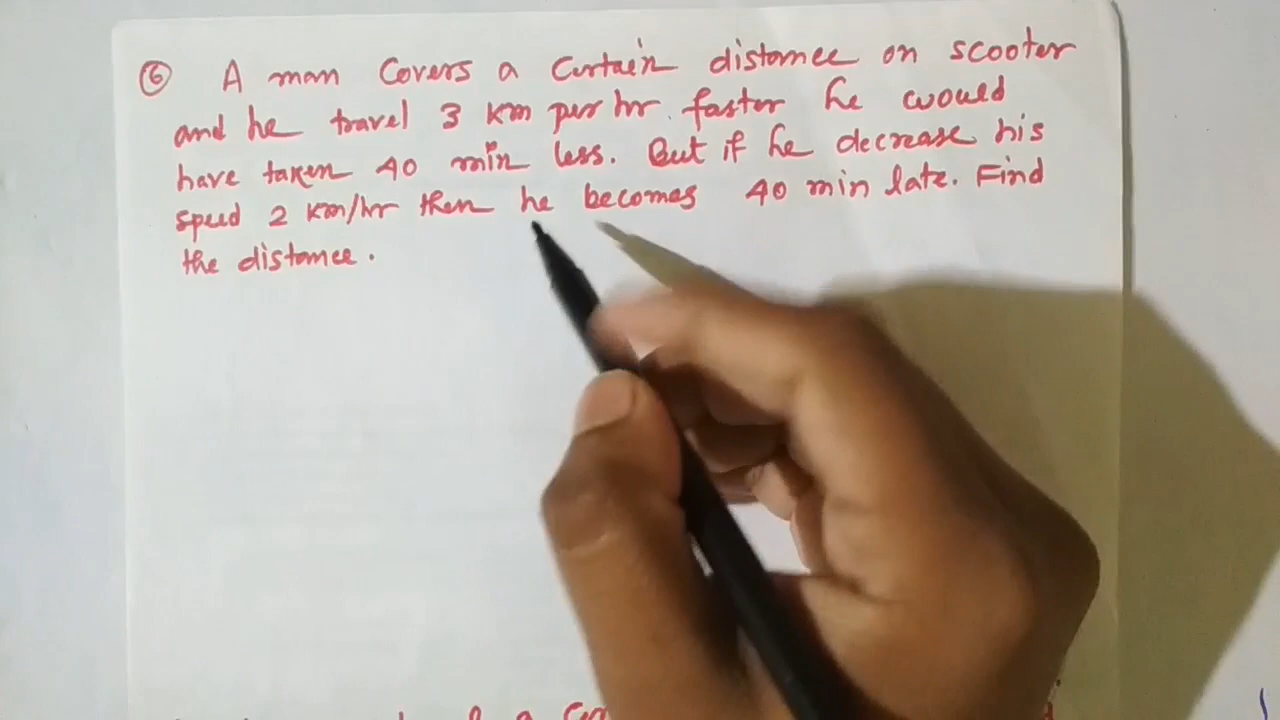 ⑥ A man Covers a Certain distance on scooter
and he travel 3 km per hr. faster he would
have taken 40 min less. But if he decrease his
speed 2 km/hr then he becomes 40 min late. Find
the distance.
a